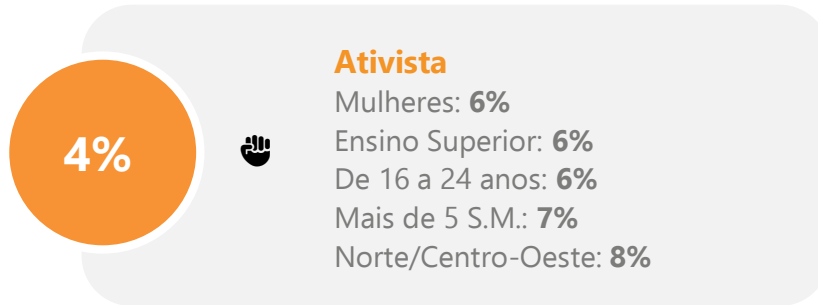 4%
Ativista
Mulheres: 6%
Ensino Superior: 6%
De 16 a 24 anos: 6%
Mais de 5 S.M.: 7%
Norte/Centro-Oeste: 8%